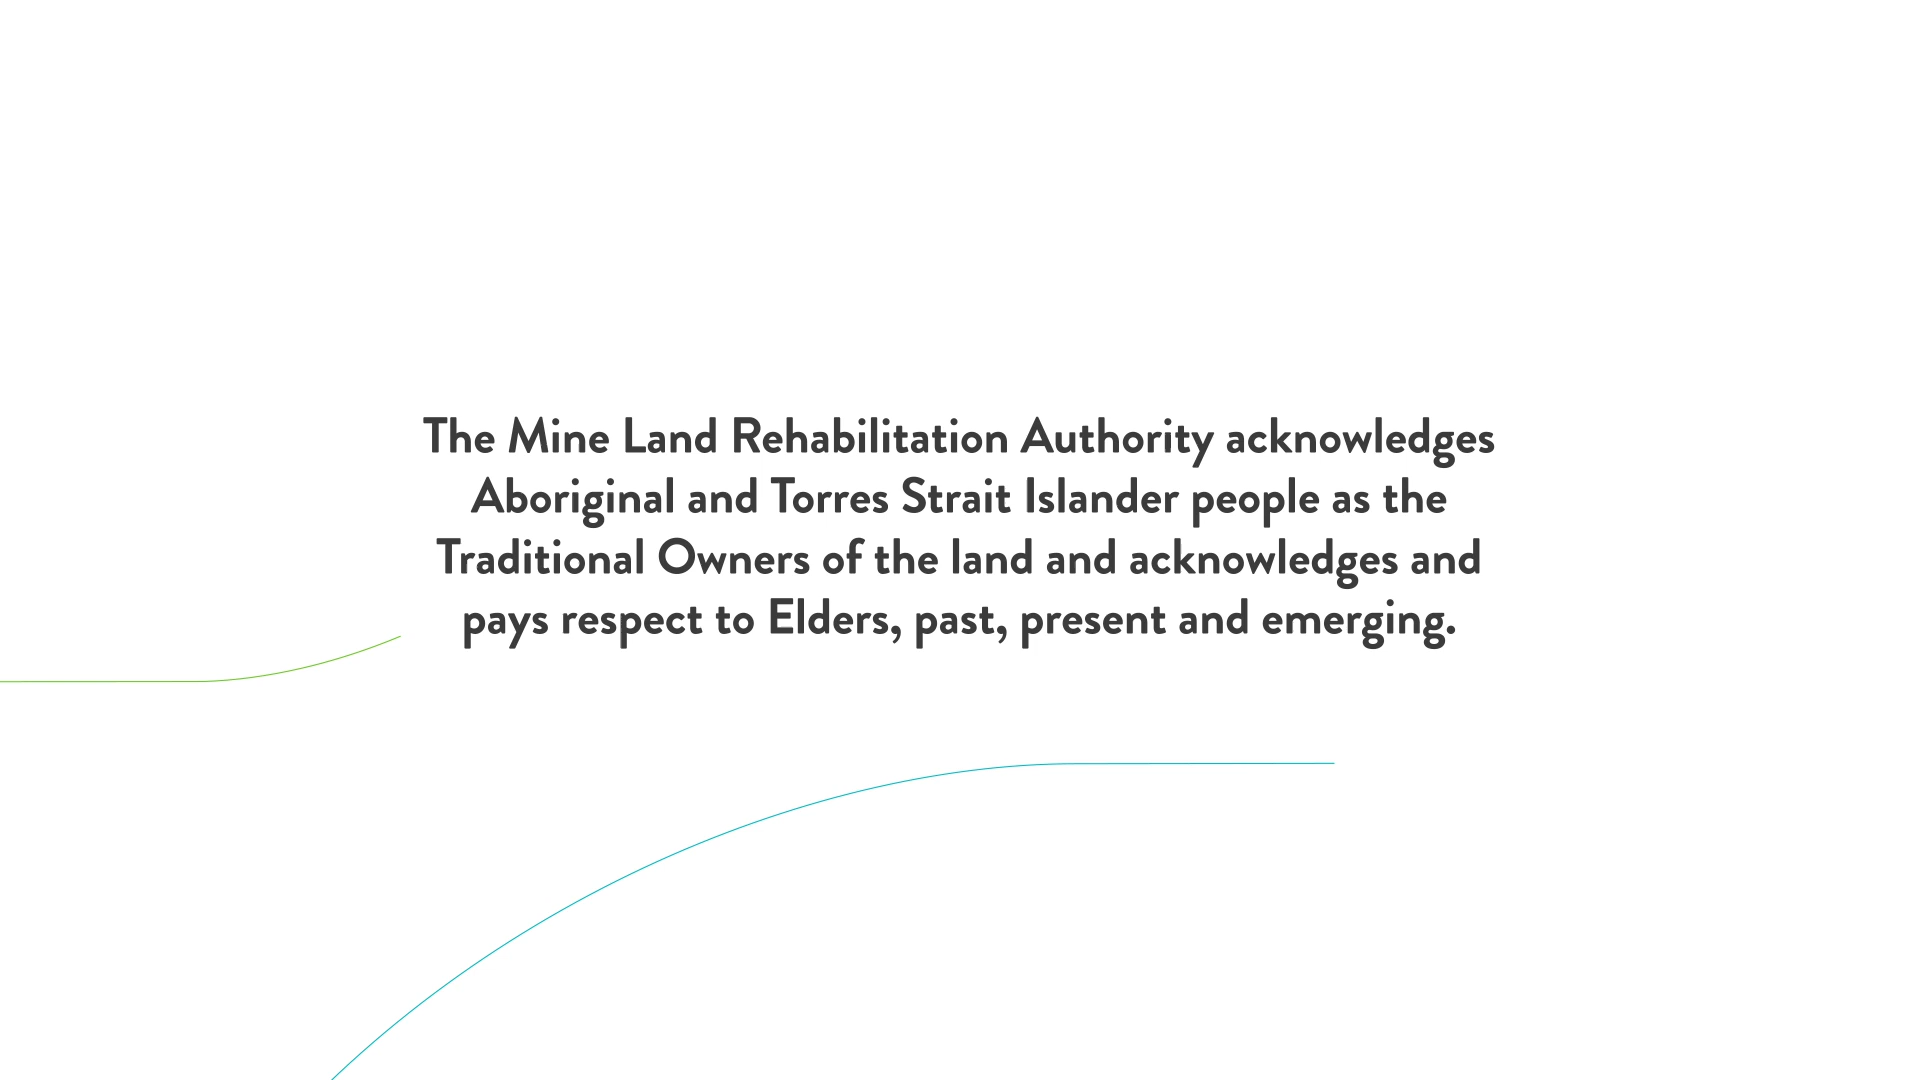 The Mine Land Rehabilitation Authority acknowledges
Aboriginal and Torres Strait Islander people as the
Traditional Owners of the land and acknowledges and
pays respect to Elders, past, present and emerging.